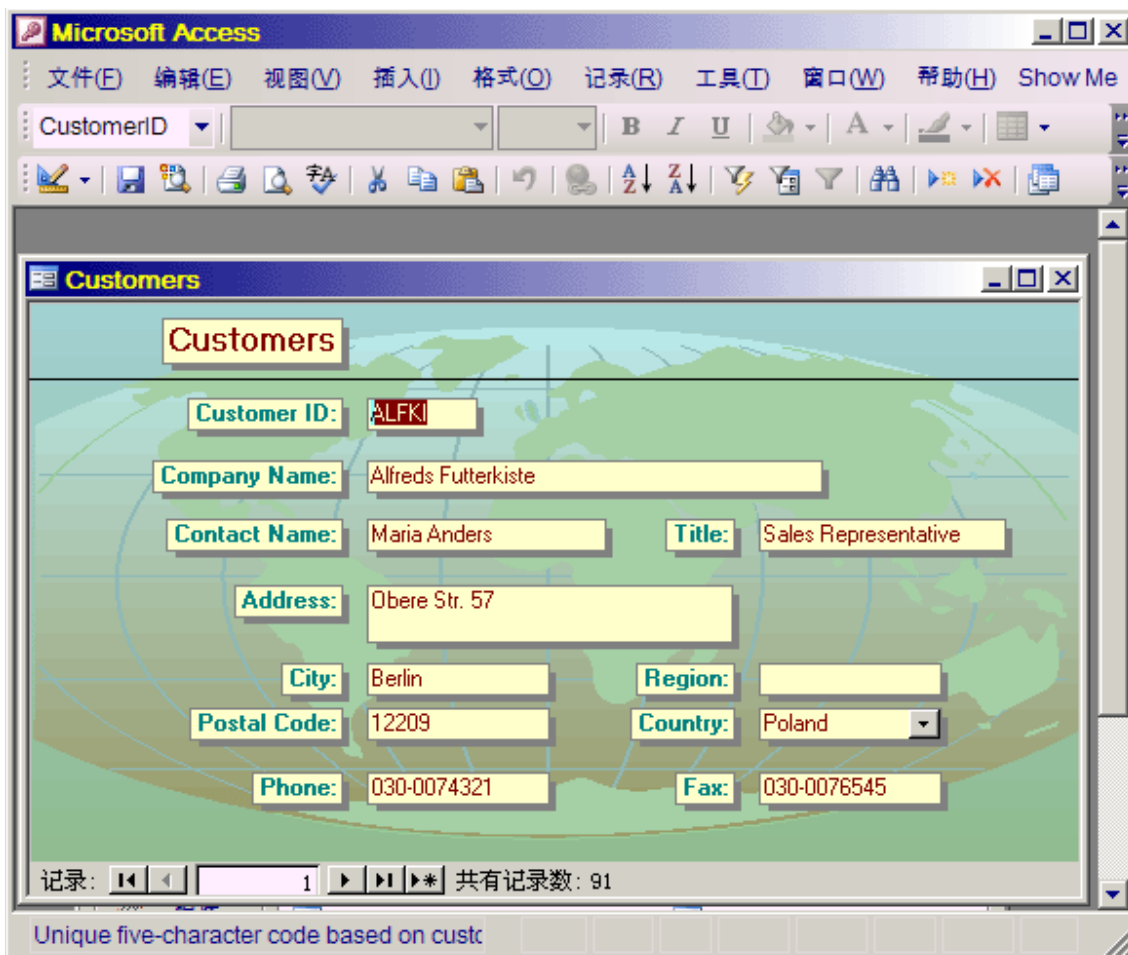 Microsoft Access
文件(F) 编辑(E) 视图(V) 插入(I) 格式(O) 记录(R) 工具(T) 窗口(W) 帮助(H) Show Me
CustomerID B I U A
Customers
Customers
Customer ID: ALFKI
Company Name: Alfreds Futterkiste
Contact Name: Maria Anders Title: Sales Representative
Address: Obere Str. 57
City: Berlin Region:
Postal Code: 12209 Country: Poland
Phone: 030-0074321 Fax: 030-0076545
记录: 1 共有记录数: 91
Unique five-character code based on custo